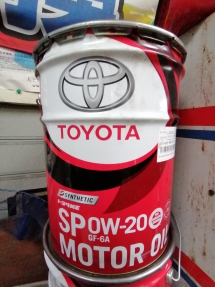 TOYOTA
SYNTHETIC
SP 0W-20
GF-6A
MOTOR OIL